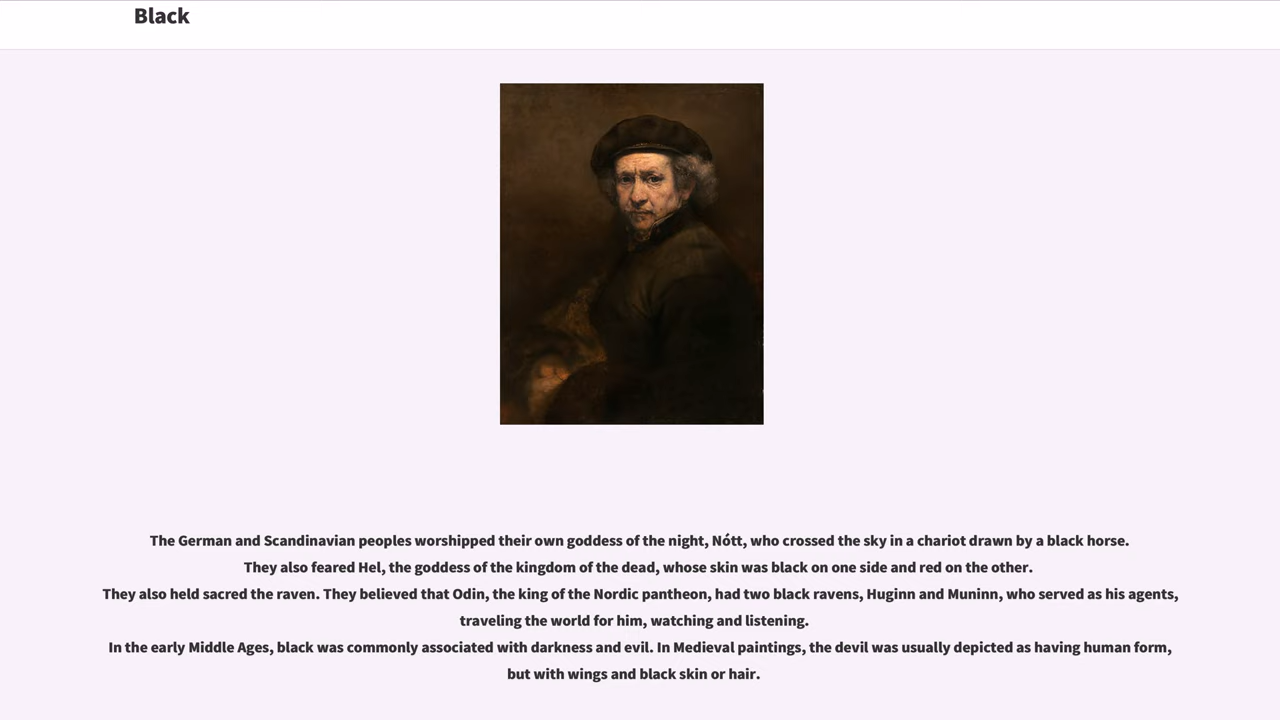 Black
The German and Scandinavian peoples worshipped their own goddess of the night, Nótt, who crossed the sky in a chariot drawn by a black horse.
They also feared Hel, the goddess of the kingdom of the dead, whose skin was black on one side and red on the other.
They also held sacred the raven. They believed that Odin, the king of the Nordic pantheon, had two black ravens, Huginn and Muninn, who served as his agents,
traveling the world for him, watching and listening.
In the early Middle Ages, black was commonly associated with darkness and evil. In Medieval paintings, the devil was usually depicted as having human form,
but with wings and black skin or hair.